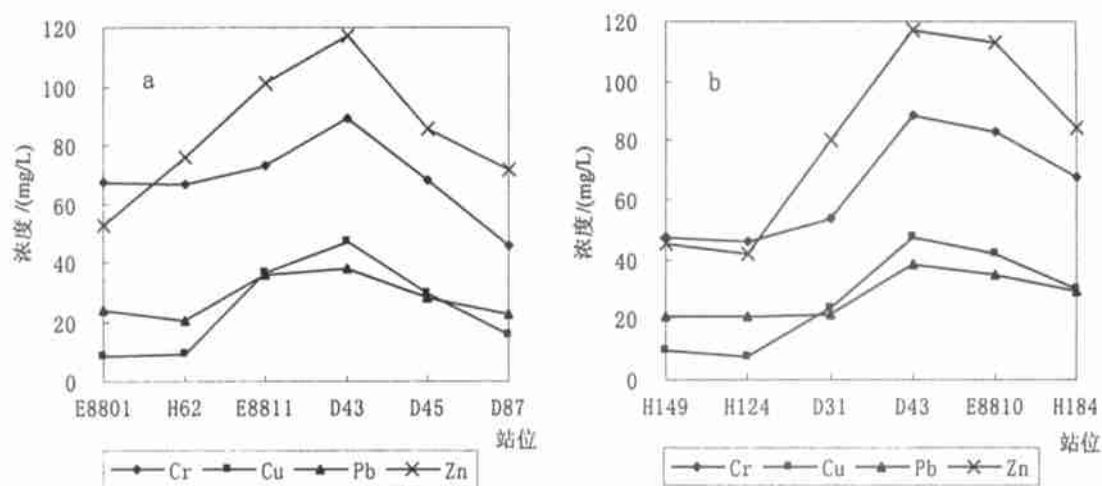 120
100
80
60
40
20
0
浓度/(mg/L)
a
E8801 H62 E8811 D43 D45 D87
站位
Cr Cu Pb Zn
120
100
80
60
40
20
0
浓度/(mg/L)
b
H149 H124 D31 D43 E8810 H184
站位
Cr Cu Pb Zn